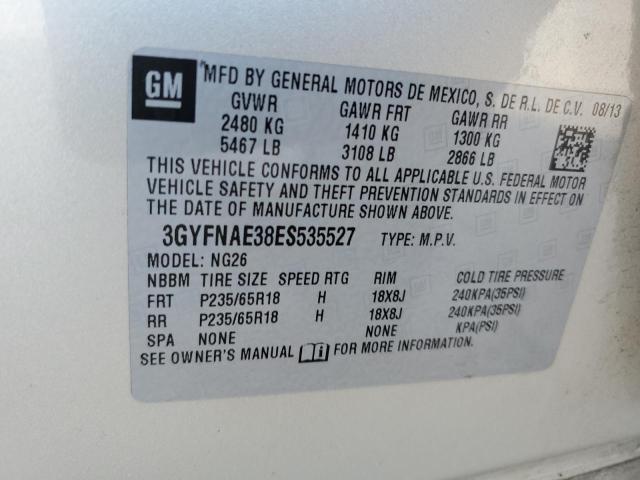 GM
MFD BY GENERAL MOTORS DE MEXICO, S. DE R.L. DE C.V. 08/13
GVWR GAWR FRT GAWR RR
2480 KG 1410 KG 1300 KG
5467 LB 3108 LB 2866 LB
THIS VEHICLE CONFORMS TO ALL APPLICABLE U.S. FEDERAL MOTOR
VEHICLE SAFETY AND THEFT PREVENTION STANDARDS IN EFFECT ON
THE DATE OF MANUFACTURE SHOWN ABOVE.
3GYFNAE38ES535527 TYPE: M.P.V.
MODEL: NG26
NBBM TIRE SIZE SPEED RTG RIM COLD TIRE PRESSURE
FRT P235/65R18 H 18X8J 240KPA(35PSI)
RR P235/65R18 H 18X8J 240KPA(35PSI)
SPA NONE NONE KPA(PSI)
SEE OWNER'S MANUAL FOR MORE INFORMATION.